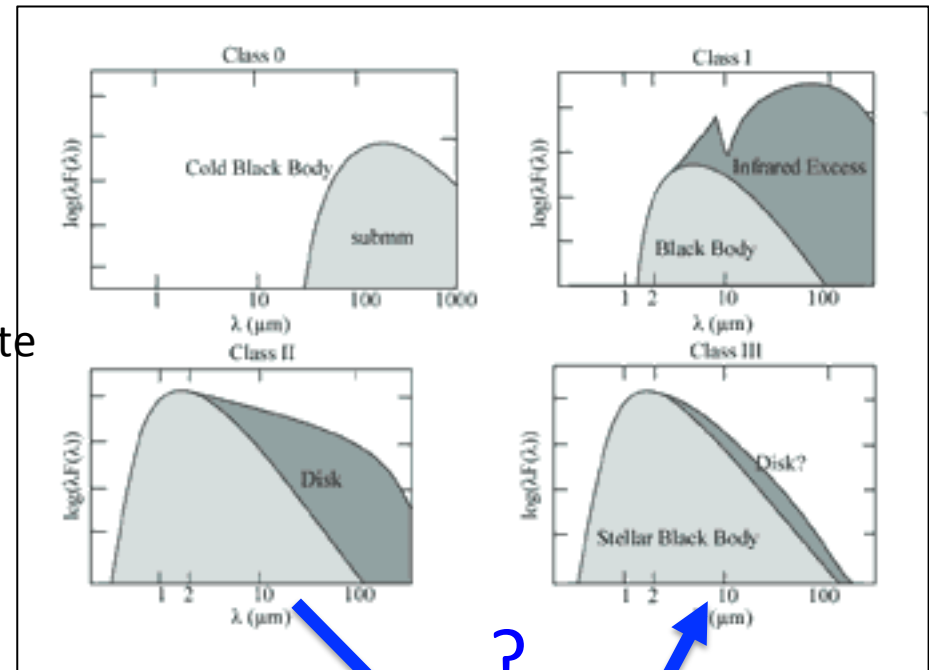 Class 0
log(λF(λ))
Cold Black Body
submm
1 10 100 1000
λ (μm)
Class I
log(λF(λ))
Infrared Excess
Black Body
1 2 10 100
λ (μm)
te
Class II
log(λF(λ))
Disk
1 2 10 100
λ (μm)
Class III
log(λF(λ))
Disk?
Stellar Black Body
1 2 10 100
(μm)
?